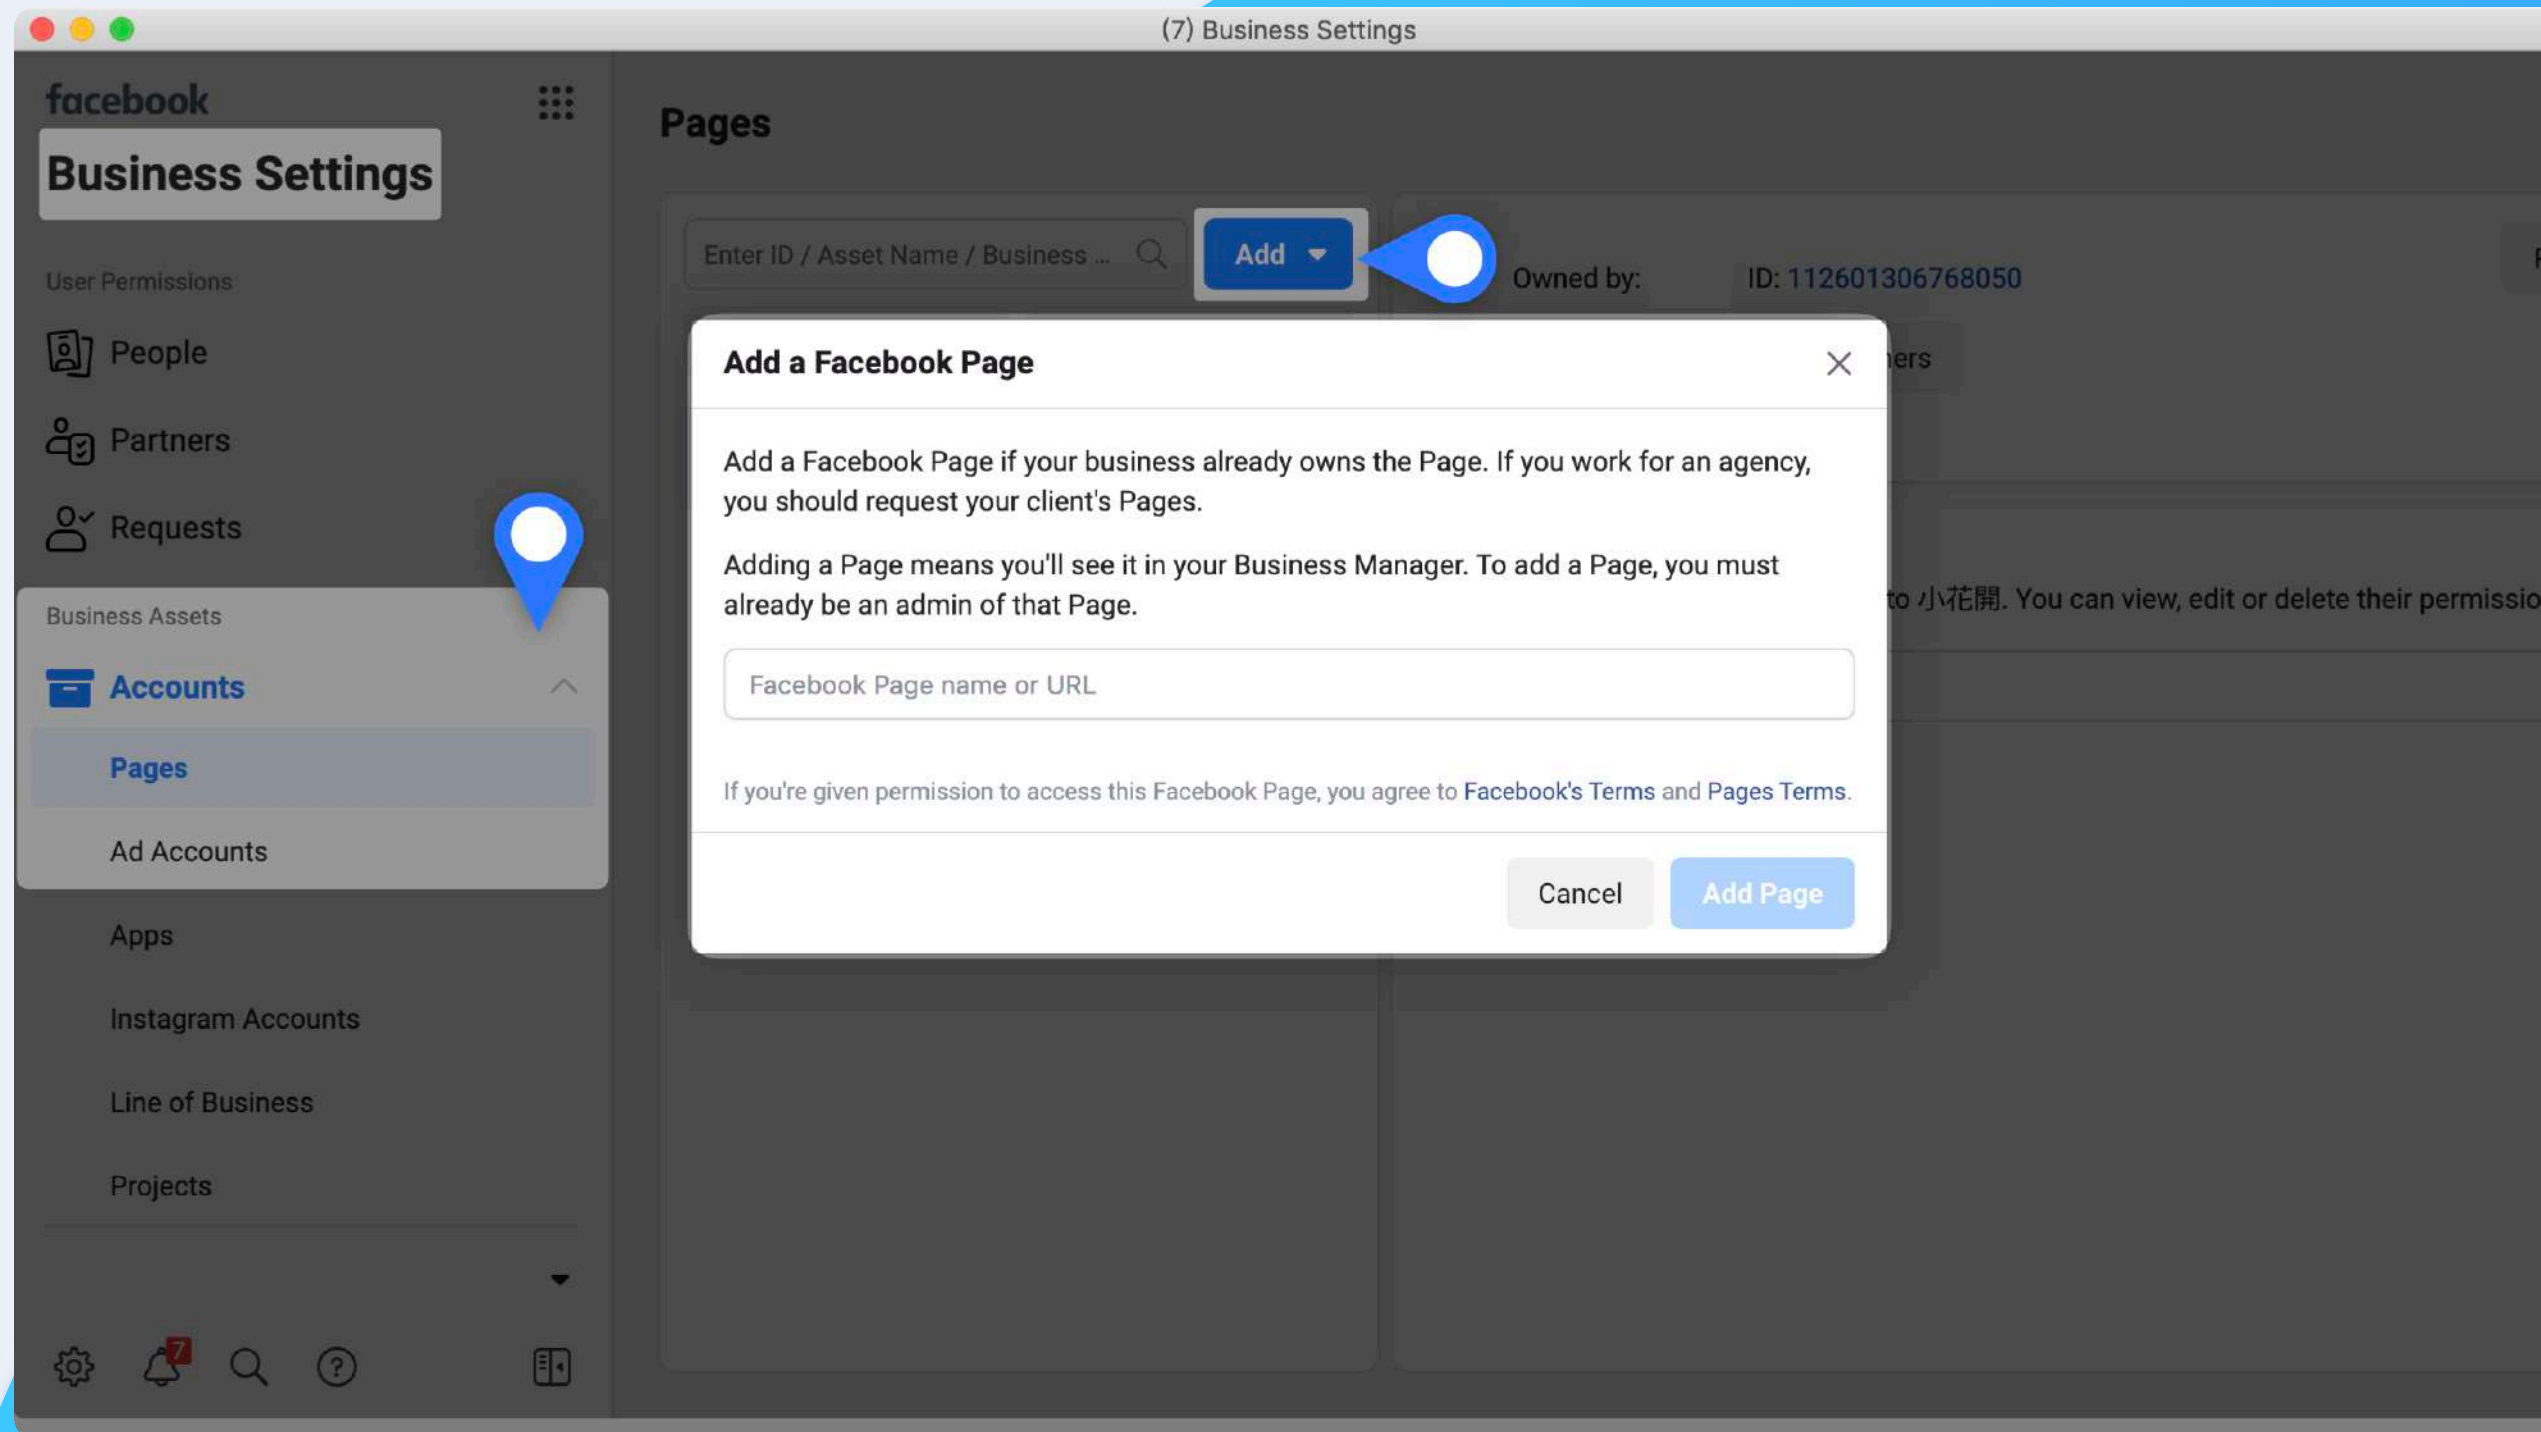 (7) Business Settings
facebook
Business Settings
User Permissions
People
Partners
Requests
Business Assets
Accounts
Pages
Ad Accounts
Apps
Instagram Accounts
Line of Business
Projects
7
Pages
Enter ID / Asset Name / Business ...
Add
Owned by:
ID: 112601306768050
ers
to 小花開. You can view, edit or delete their permissio
Add a Facebook Page
Add a Facebook Page if your business already owns the Page. If you work for an agency,
you should request your client's Pages.
Adding a Page means you'll see it in your Business Manager. To add a Page, you must
already be an admin of that Page.
Facebook Page name or URL
If you're given permission to access this Facebook Page, you agree to Facebook's Terms and Pages Terms.
Cancel
Add Page